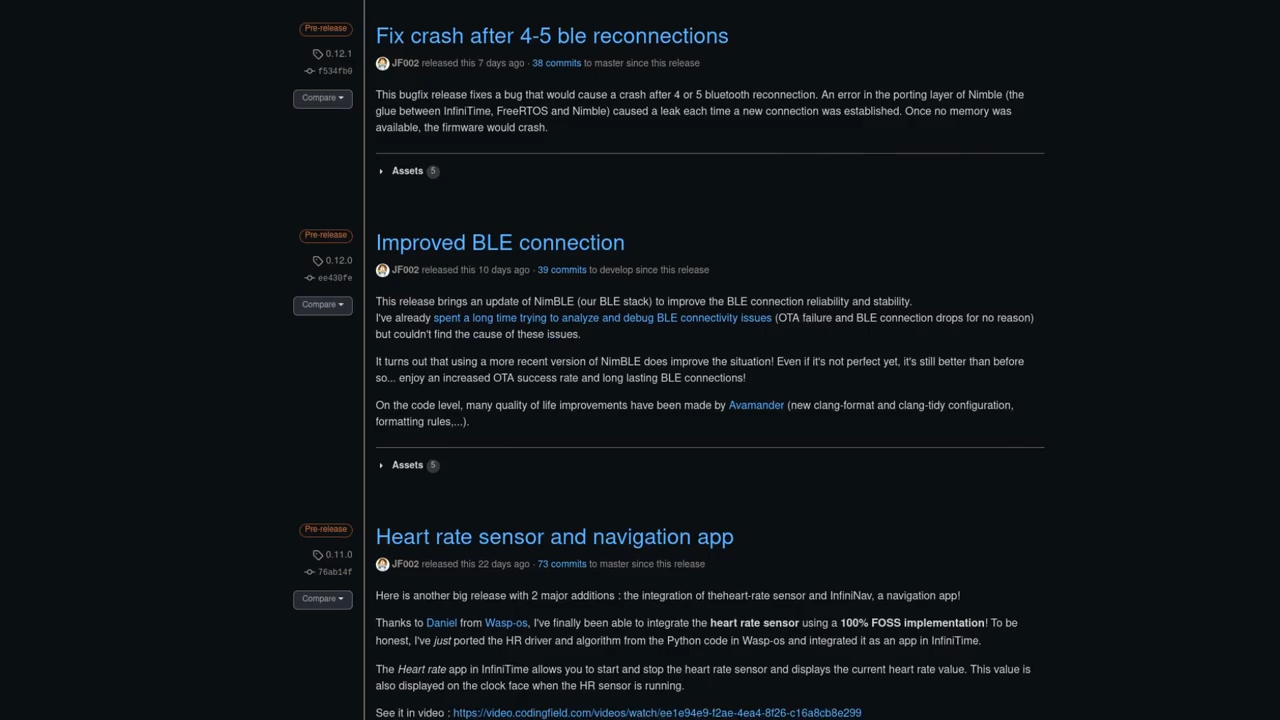 Pre-release
0.12.1
f534fb0
Compare
Fix crash after 4-5 ble reconnections
JF002 released this 7 days ago · 38 commits to master since this release
This bugfix release fixes a bug that would cause a crash after 4 or 5 bluetooth reconnection. An error in the porting layer of Nimble (the
glue between InfiniTime, FreeRTOS and Nimble) caused a leak each time a new connection was established. Once no memory was
available, the firmware would crash.
Assets 5
Pre-release
0.12.0
ee430fe
Compare
Improved BLE connection
JF002 released this 10 days ago · 39 commits to develop since this release
This release brings an update of NimBLE (our BLE stack) to improve the BLE connection reliability and stability.
I've already spent a long time trying to analyze and debug BLE connectivity issues (OTA failure and BLE connection drops for no reason)
but couldn't find the cause of these issues.
It turns out that using a more recent version of NimBLE does improve the situation! Even if it's not perfect yet, it's still better than before
so... enjoy an increased OTA success rate and long lasting BLE connections!
On the code level, many quality of life improvements have been made by Avamander (new clang-format and clang-tidy configuration,
formatting rules,...).
Assets 5
Pre-release
0.11.0
76ab14f
Compare
Heart rate sensor and navigation app
JF002 released this 22 days ago · 73 commits to master since this release
Here is another big release with 2 major additions : the integration of theheart-rate sensor and InfiniNav, a navigation app!
Thanks to Daniel from Wasp-os, I've finally been able to integrate the heart rate sensor using a 100% FOSS implementation! To be
honest, I've just ported the HR driver and algorithm from the Python code in Wasp-os and integrated it as an app in InfiniTime.
The Heart rate app in InfiniTime allows you to start and stop the heart rate sensor and displays the current heart rate value. This value is
also displayed on the clock face when the HR sensor is running.
See it in video : https://video.codingfield.com/videos/watch/ee1e94e9-f2ae-4ea4-8f26-c16a8cb8e299